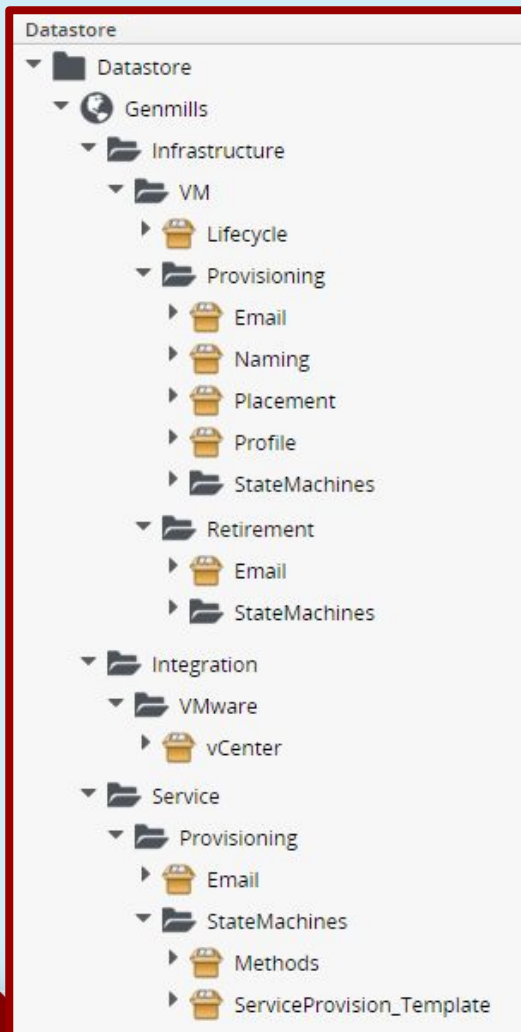 Datastore
Datastore
Genmills
Infrastructure
VM
Lifecycle
Provisioning
Email
Naming
Placement
Profile
StateMachines
Retirement
Email
StateMachines
Integration
VMware
vCenter
Service
Provisioning
Email
StateMachines
Methods
ServiceProvision_Template